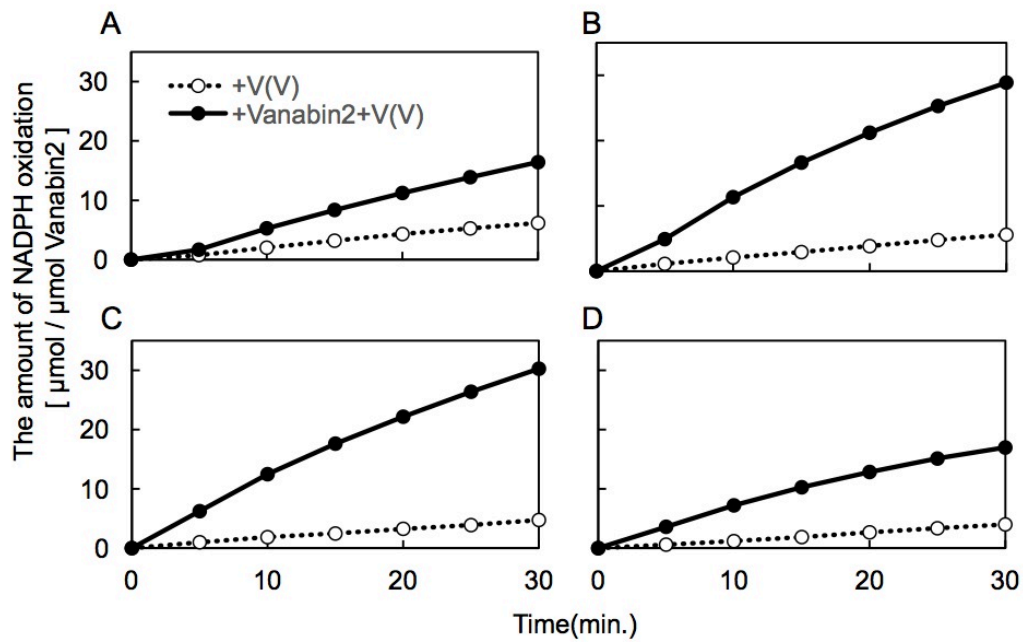 A
B
The amount of NADPH oxidation
[ µmol / µmol Vanabin2 ]
30
20
10
0
+V(V)
+Vanabin2+V(V)
C
D
30
20
10
0
0
10
20
30
0
10
20
30
Time(min.)